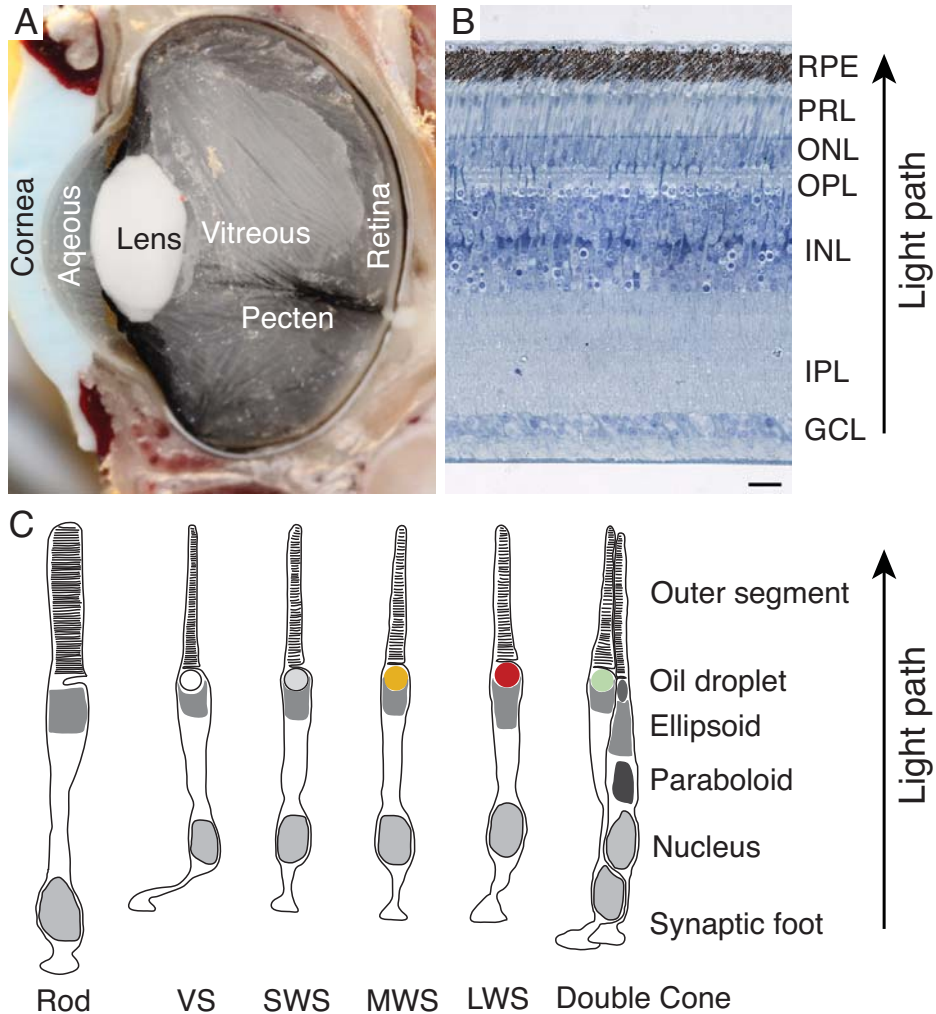 A
Cornea
Aqeous
Lens
Vitreous
Retina
Pecten
B
RPE
PRL
ONL
OPL
INL
IPL
GCL
Light path
C
Outer segment
Oil droplet
Ellipsoid
Paraboloid
Nucleus
Synaptic foot
Light path
Rod
VS
SWS
MWS
LWS
Double Cone